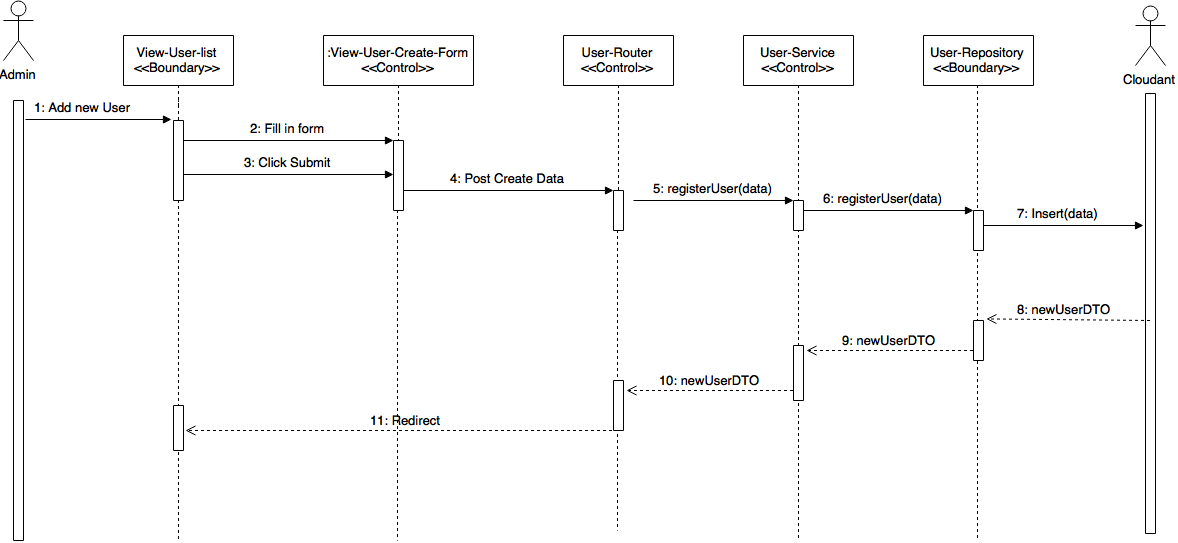 Admin
View-User-list
<<Boundary>>
:View-User-Create-Form
<<Control>>
User-Router
<<Control>>
User-Service
<<Control>>
User-Repository
<<Boundary>>
Cloudant
1: Add new User
2: Fill in form
3: Click Submit
4: Post Create Data
5: registerUser(data)
6: registerUser(data)
7: Insert(data)
8: newUserDTO
9: newUserDTO
10: newUserDTO
11: Redirect